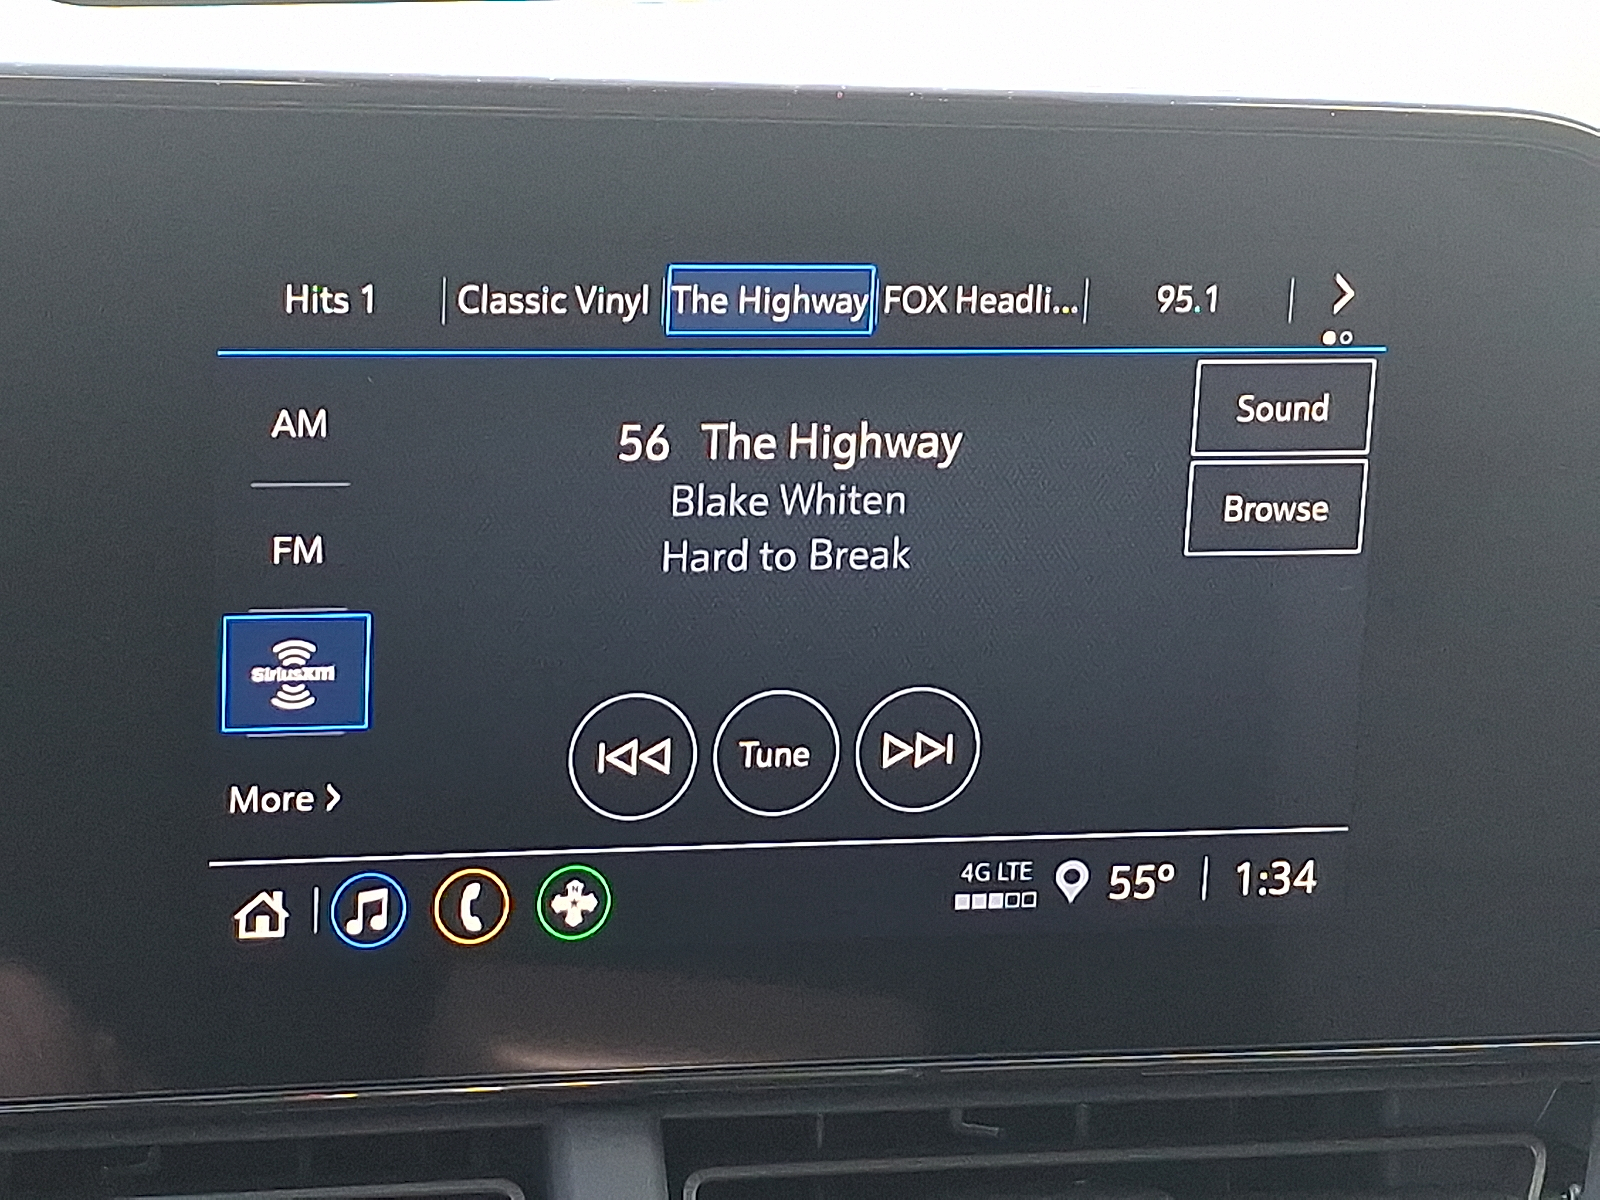 Hits 1 Classic Vinyl The Highway FOX Headli... 95.1
AM
56 The Highway
Sound
Blake Whiten
Browse
FM
Hard to Break
SiriusXM
Tune
More
4G LTE
N
55° 1:34